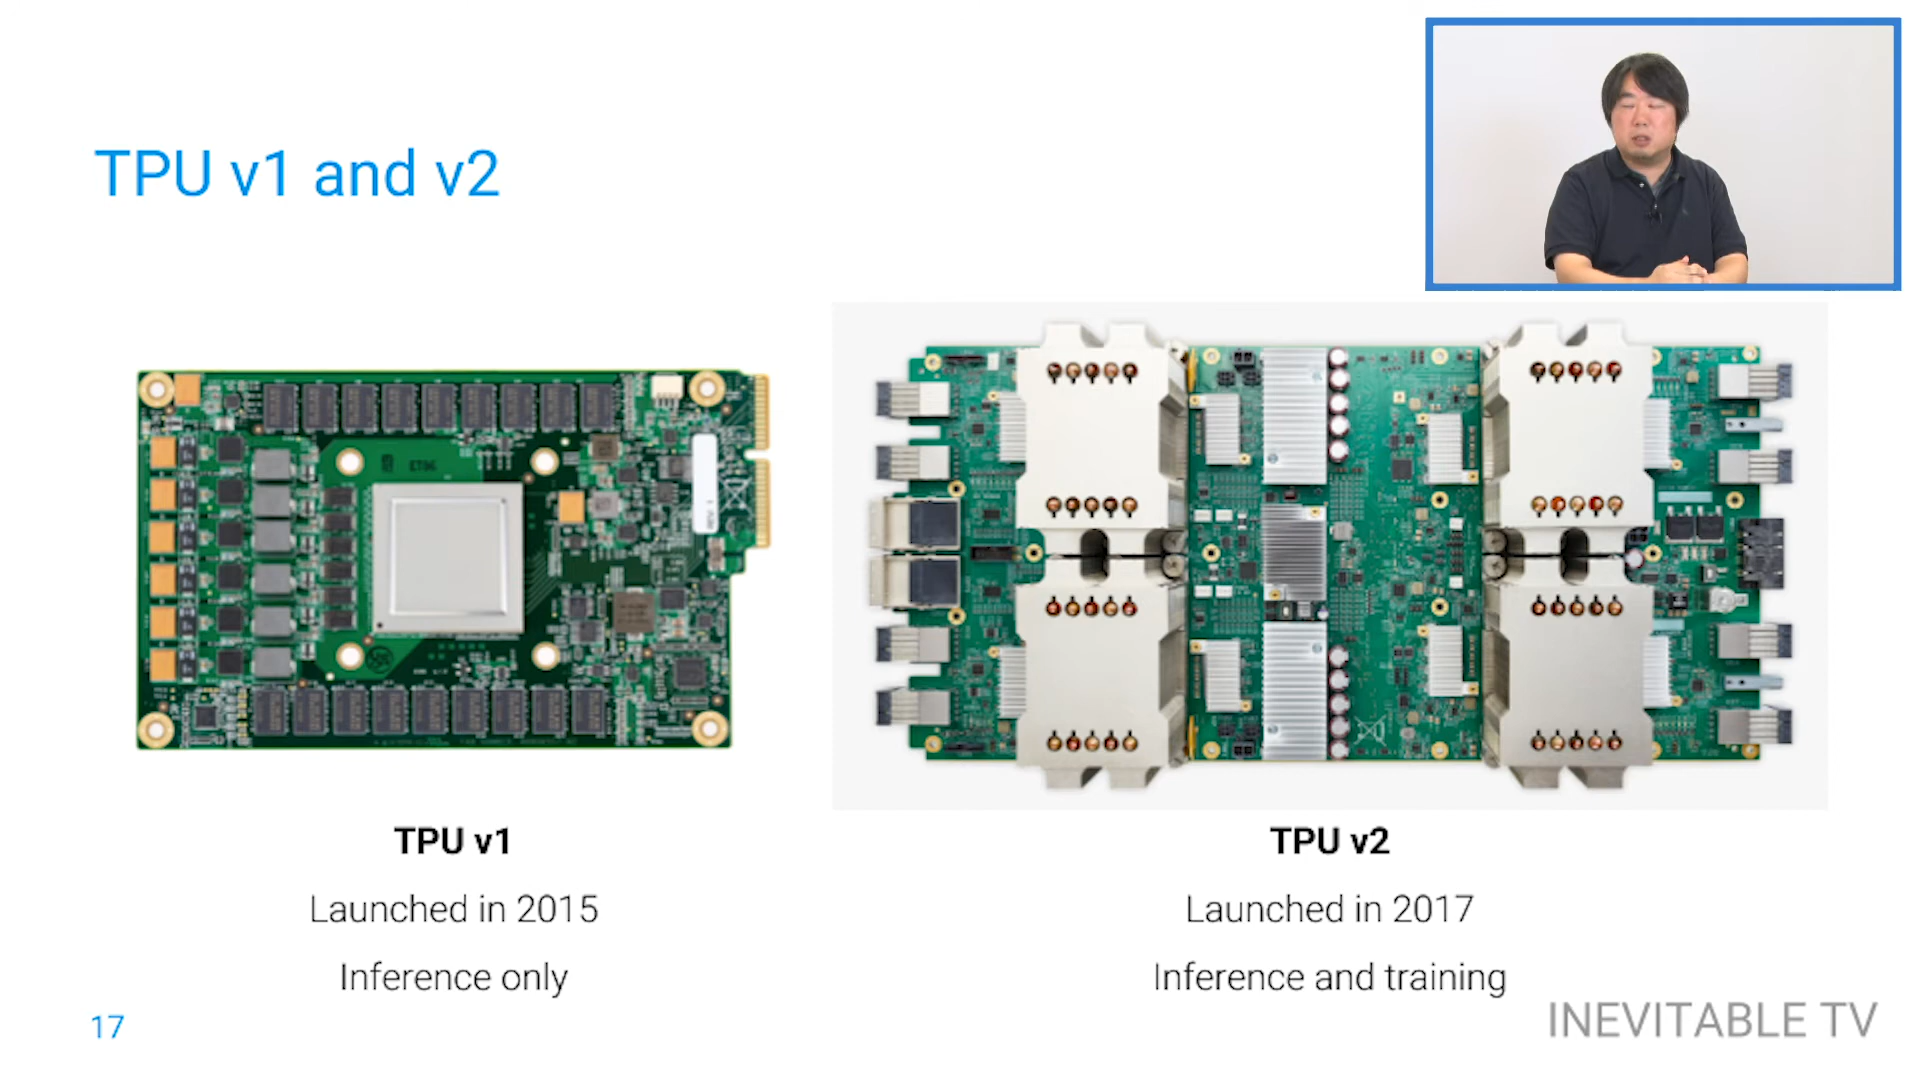 TPU v1 and v2
TPU v1
Launched in 2015
Inference only
TPU v2
Launched in 2017
Inference and training
17
INEVITABLE TV